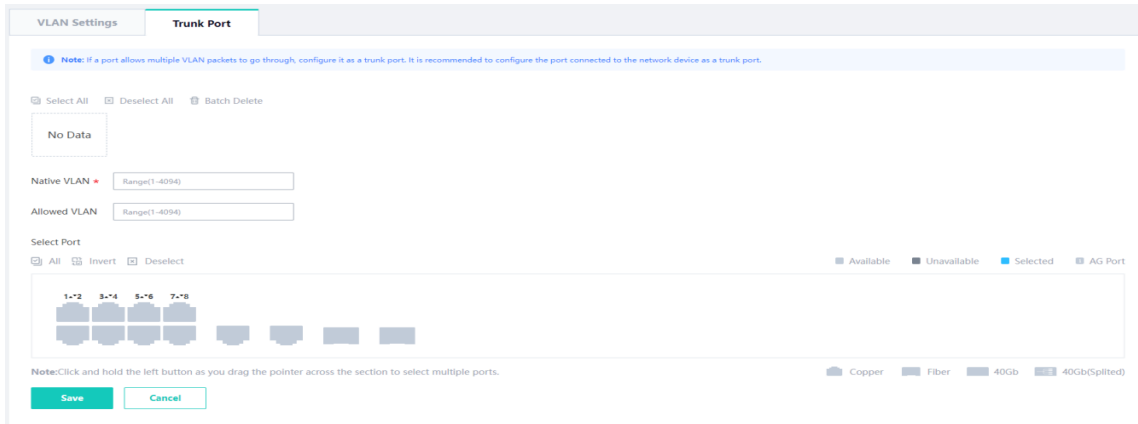 VLAN Settings Trunk Port
Note: If a port allows multiple VLAN packets to go through, configure it as a trunk port. It is recommended to configure the port connected to the network device as a trunk port.
Select All Deselect All Batch Delete
No Data
Native VLAN * Range(1-4094)
Allowed VLAN Range(1-4094)
Select Port
All Invert Deselect Available Unavailable Selected AG Port
1-2 3-4 5-6 7-8
Note:Click and hold the left button as you drag the pointer across the section to select multiple ports. Copper Fiber 40Gb 40Gb(Splited)
Save Cancel